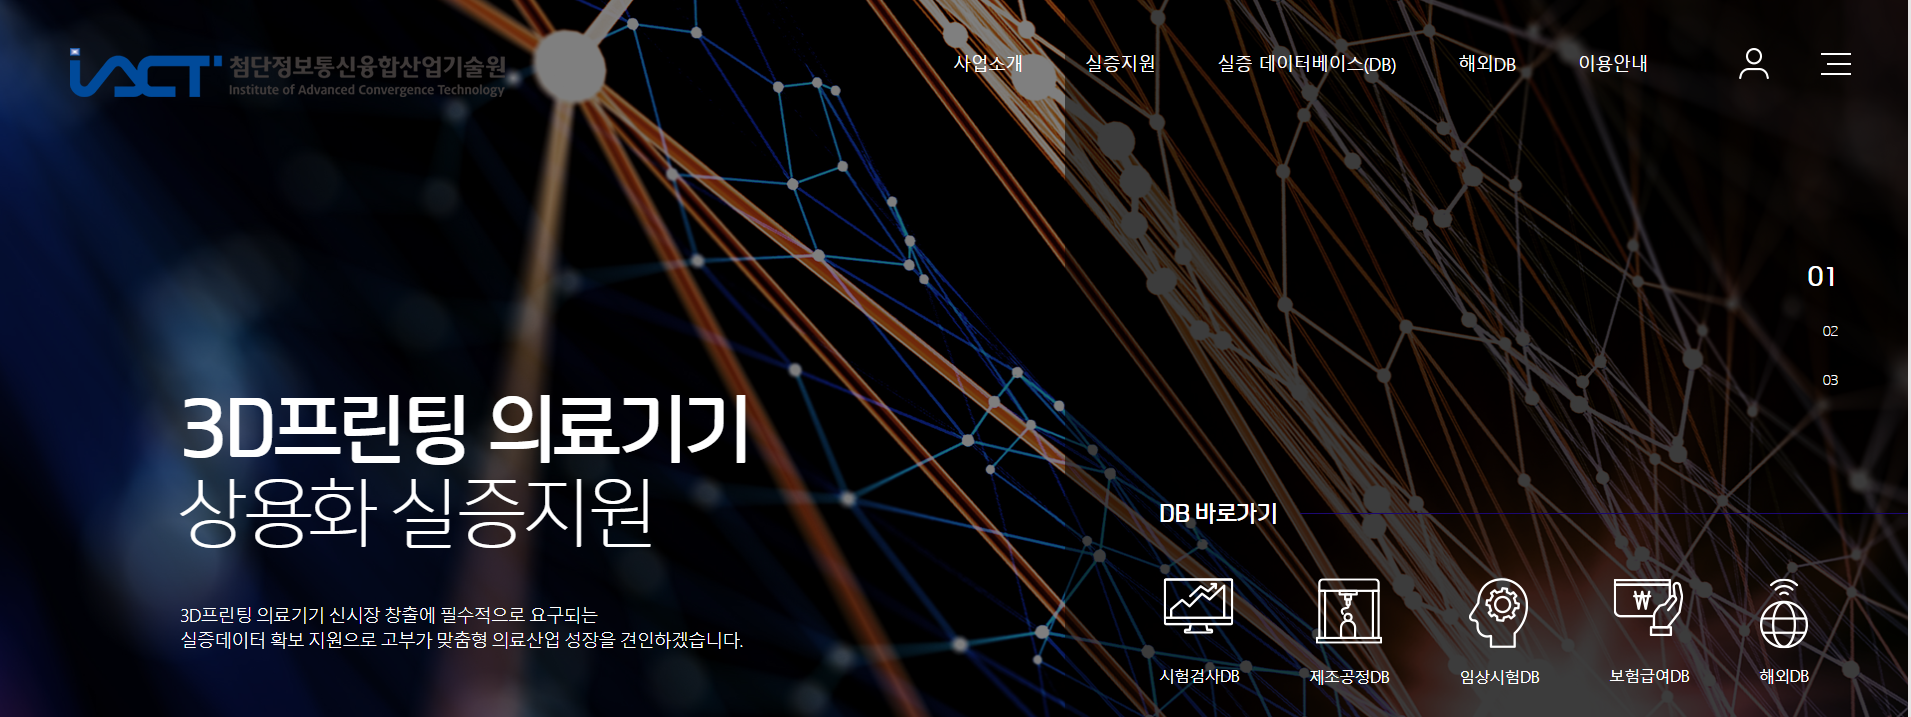 iACT 첨단정보통신융합산업기술원
Institute of Advanced Convergence Technology
사업소개 실증지원 실증 데이터베이스(DB) 해외DB 이용안내
01
02
03
3D프린팅 의료기기
상용화 실증지원
3D프린팅 의료기기 신시장 창출에 필수적으로 요구되는
실증데이터 확보 지원으로 고부가 맞춤형 의료산업 성장을 견인하겠습니다.
DB 바로가기
₩
시험검사DB 제조공정DB 임상시험DB 보험급여DB 해외DB